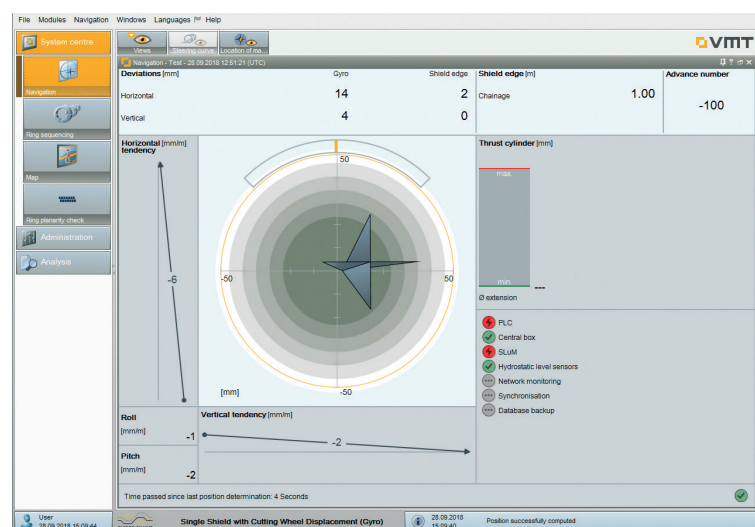 File Modules Navigation Windows Languages Help
System centre
Navigation
Ring sequencing
Map
Ring planarity check
Administration
Analysis
Views
Steering curve
Location of ma...
VMT
Navigation - Test - 28.09.2018 12:51:21 (UTC)
Deviations [mm] Gyro Shield edge
Horizontal 14 2
Vertical 4 0
Shield edge [m]
Chainage 1.00
Advance number
-100
Horizontal [mm/m]
tendency
-6
50
-50
50
-50
[mm]
Thrust cylinder [mm]
max
min
---
Ø extension
PLC
Central box
SLuM
Hydrostatic level sensors
Network monitoring
Synchronisation
Database backup
Roll
[mm/m]
-1
Pitch
[mm/m]
-2
Vertical tendency [mm/m]
-2
Time passed since last position determination: 4 Seconds
User
28.09.2018 15:09:44
Single Shield with Cutting Wheel Displacement (Gyro)
28.09.2018
15:09:40
Position successfully computed